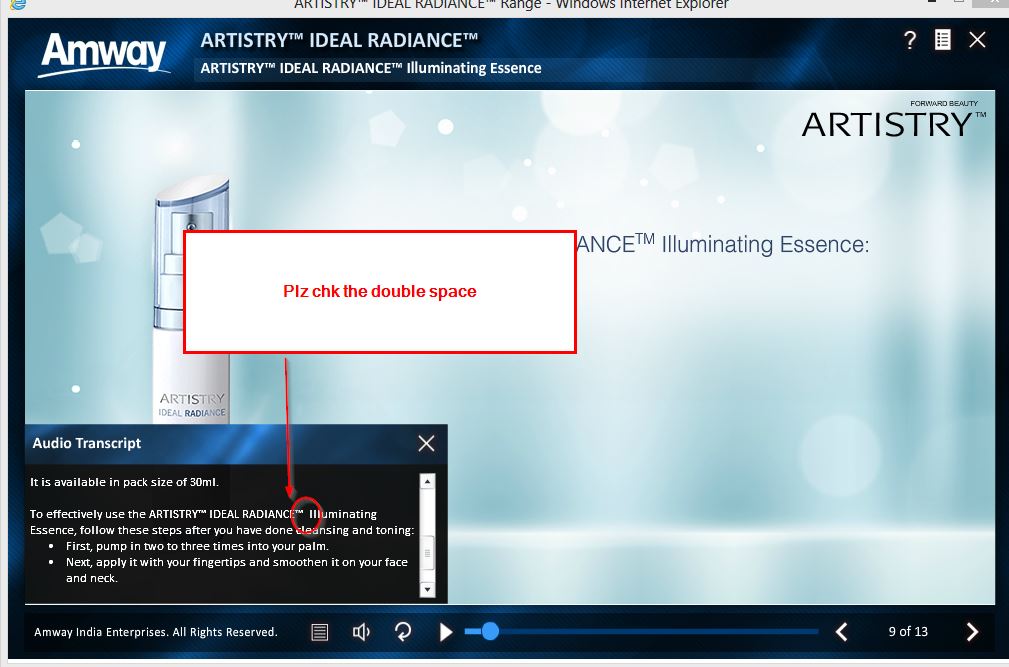 ARTISTRY™ IDEAL RADIANCE™ Range - Windows Internet Explorer
Amway
ARTISTRY™ IDEAL RADIANCE™
ARTISTRY™ IDEAL RADIANCE™ Illuminating Essence
?
FORWARD BEAUTY
ARTISTRY™
ANCE™ Illuminating Essence:
Plz chk the double space
ARTISTRY
IDEAL RADIANCE
Audio Transcript
It is available in pack size of 30ml.
To effectively use the ARTISTRY™ IDEAL RADIANCE™  Illuminating
Essence, follow these steps after you have done cleansing and toning:
• First, pump in two to three times into your palm.
• Next, apply it with your fingertips and smoothen it on your face
and neck.
Amway India Enterprises. All Rights Reserved.
9 of 13